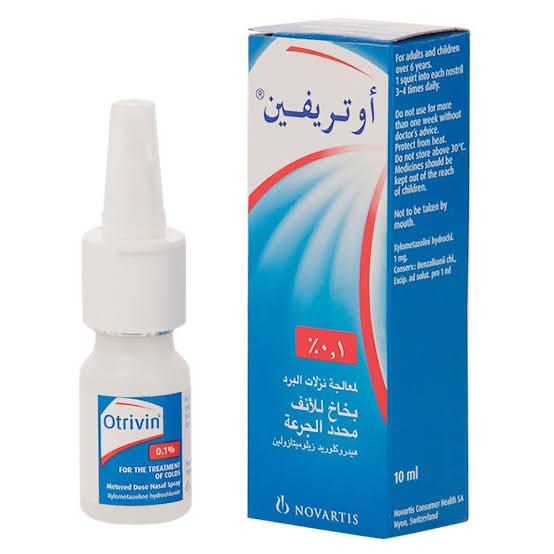 Otrivin®
0.1%
FOR THE TREATMENT
OF COLDS
Metered Dose Nasal Spray
Xylometazoline hydrochloride
أوتريفين®
٠,١٪
لمعالجة نزلات البرد
بخاخ للأنف
محدد الجرعة
هيدروكلوريد زيلوميتازولين
NOVARTIS
For adults and children
over 6 years.
1 squirt into each nostril
3-4 times daily.
Do not use for more
than one week without
doctor's advice.
Protect from heat.
Do not store above 30°C.
Medicines should be
kept out of the reach
of children.
Not to be taken by
mouth.
Xylometazolini hydrochl.
1 mg.
Conserv.: Benzalkonii chl.,
Excip. ad solut. pro 1 ml
10 ml
Novartis Consumer Health SA
Nyon, Switzerland